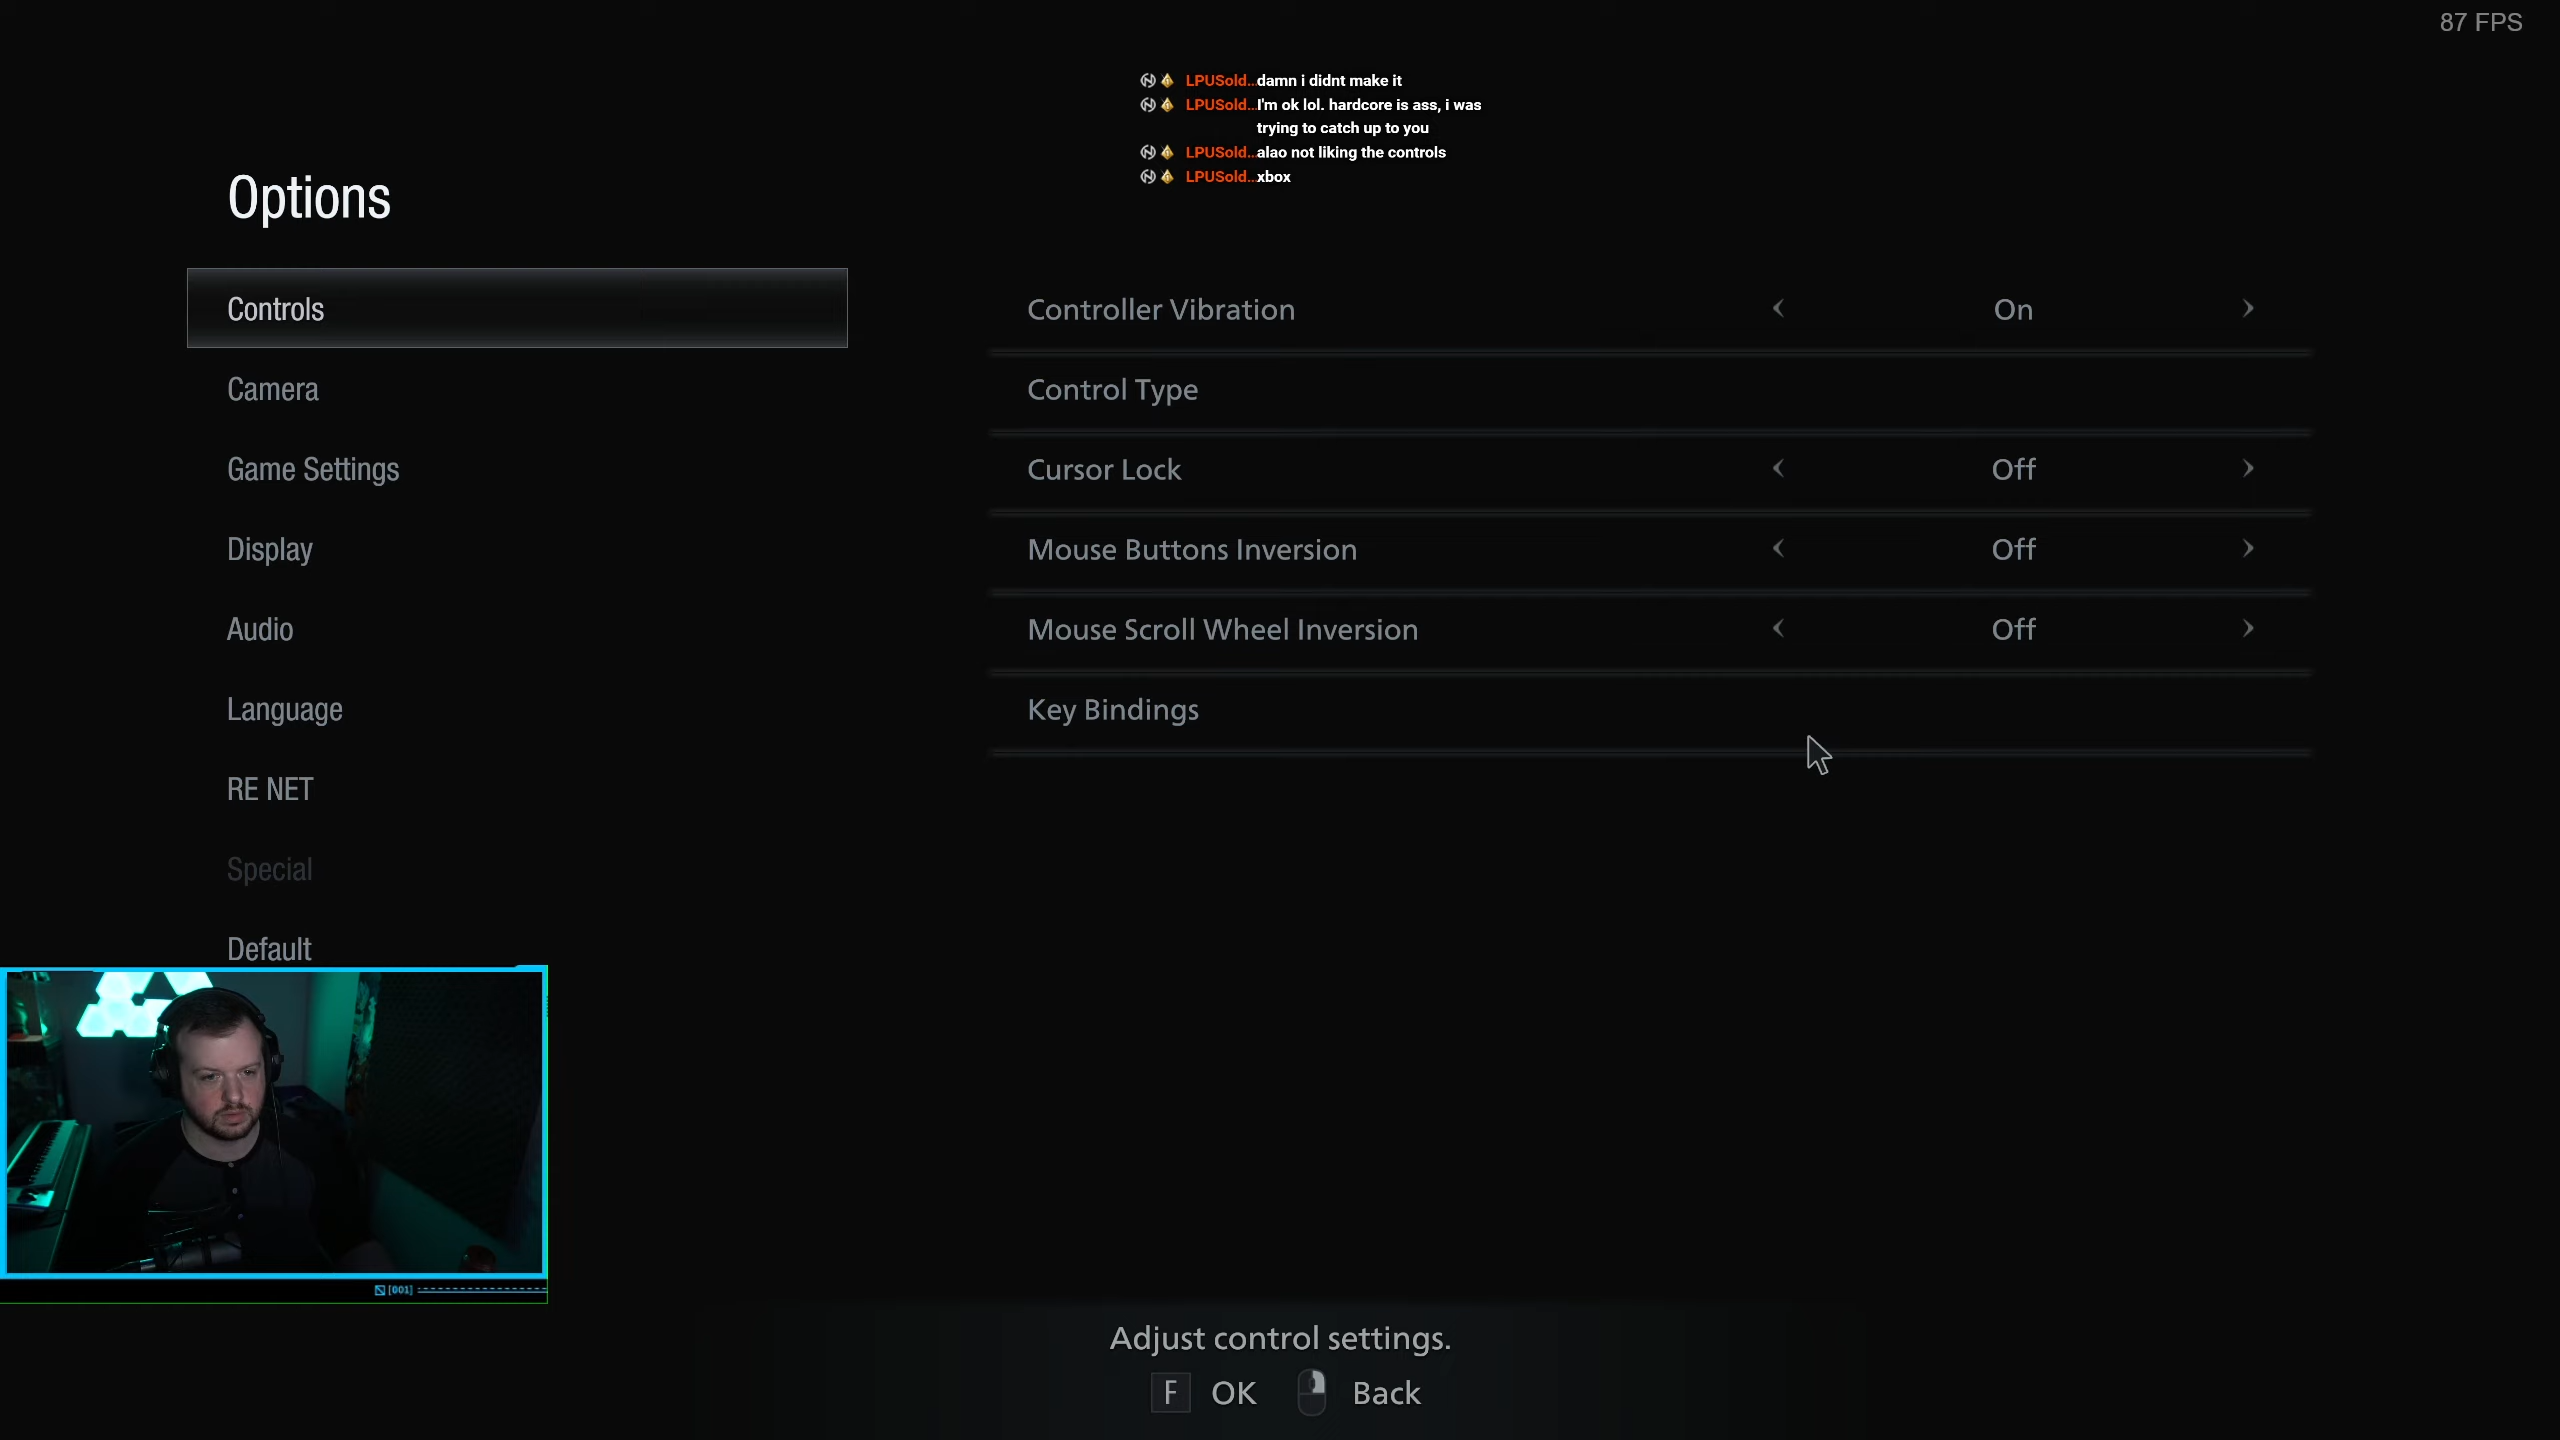 87 FPS
LPUSold...damn i didnt make it
LPUSold...I'm ok lol. hardcore is ass, i was
trying to catch up to you
LPUSold...alao not liking the controls
LPUSold...xbox
Options
Controls
Camera
Game Settings
Display
Audio
Language
RE NET
Special
Default
Controller Vibration On
Control Type
Cursor Lock Off
Mouse Buttons Inversion Off
Mouse Scroll Wheel Inversion Off
Key Bindings
[001]
Adjust control settings.
F OK Back